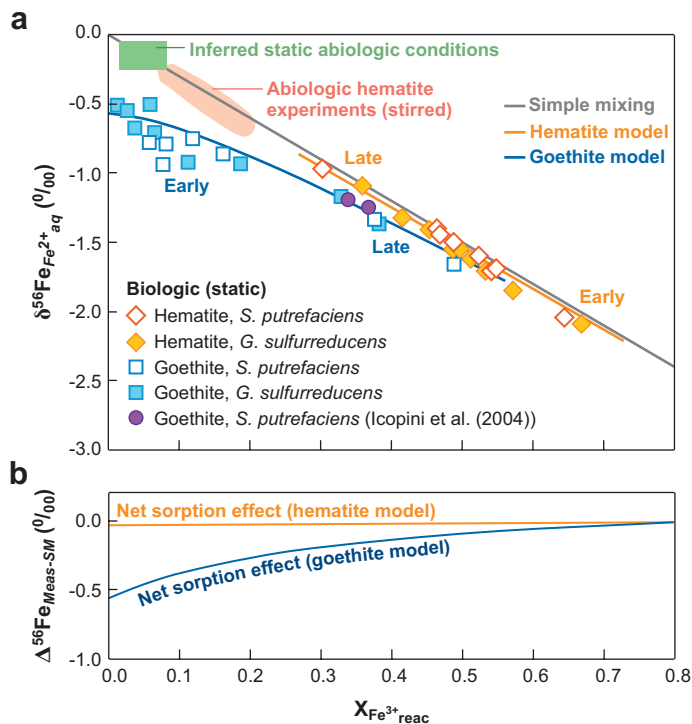 a
0.0
-0.5
-1.0
-1.5
-2.0
-2.5
-3.0
δ56FeFe2+aq (0/00)
Inferred static abiologic conditions
Abiologic hematite
experiments (stirred)
Simple mixing
Hematite model
Goethite model
Late
Early
Late
Early
Biologic (static)
Hematite, S. putrefaciens
Hematite, G. sulfurreducens
Goethite, S. putrefaciens
Goethite, G. sulfurreducens
Goethite, S. putrefaciens (Icopini et al. (2004))
b
0.0
-0.5
-1.0
Δ56FeMeas-SM (0/00)
Net sorption effect (hematite model)
Net sorption effect (goethite model)
0.0 0.1 0.2 0.3 0.4 0.5 0.6 0.7 0.8
XFe3+reac